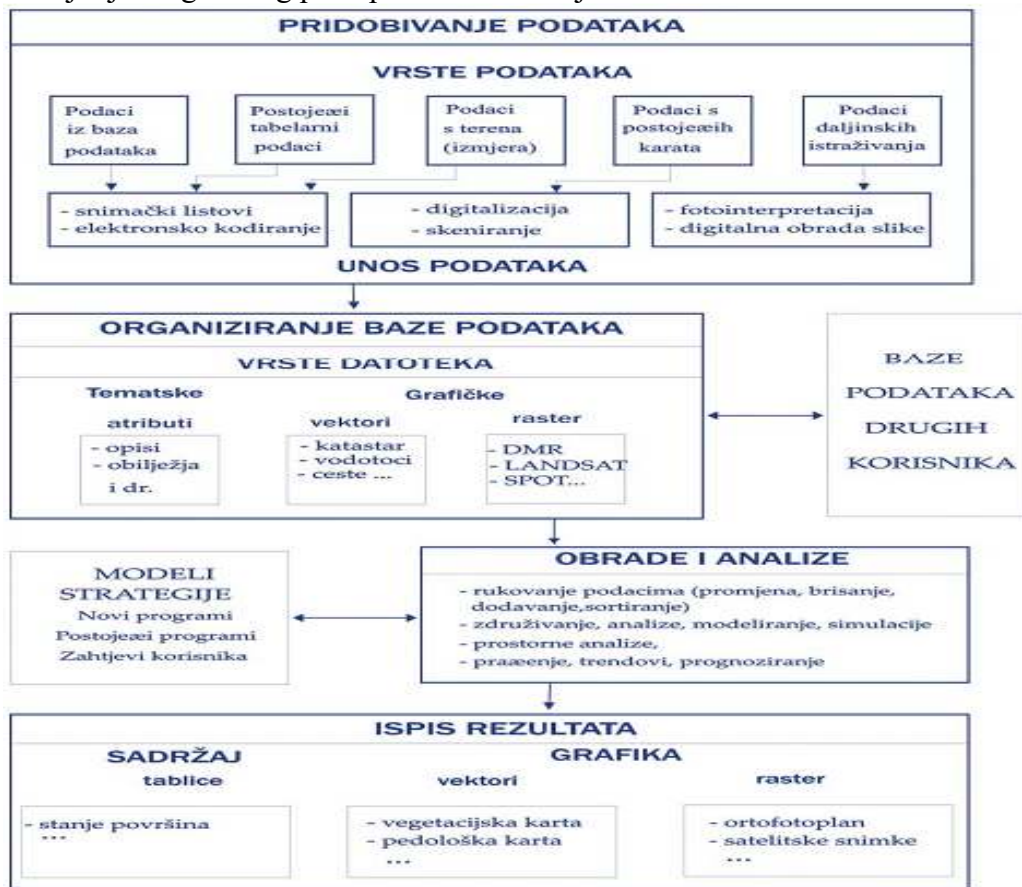 PRIDOBIVANJE PODATAKA
VRSTE PODATAKA
Podaci
iz baza
podataka
Postojeæi
tabelarni
podaci
Podaci
s terena
(izmjera)
Podaci s
postojeæih
karata
Podaci
daljinskih
istraživanja
- snimački listovi
- elektronsko kodiranje
- digitalizacija
- skeniranje
- fotointerpretacija
- digitalna obrada slike
UNOS PODATAKA
ORGANIZIRANJE BAZE PODATAKA
VRSTE DATOTEKA
Tematske
Grafičke
atributi
vektori
raster
- opisi
- obilježja
i dr.
- katastar
- vodotoci
- ceste ...
- DMR
- LANDSAT
- SPOT...
BAZE
PODATAKA
DRUGIH
KORISNIKA
MODELI
STRATEGIJE
Novi programi
Postojeæi programi
Zahtjevi korisnika
OBRADE I ANALIZE
- rukovanje podacima (promjena, brisanje,
dodavanje,sortiranje)
- združivanje, analize, modeliranje, simulacije
- prostorne analize,
- praæenje, trendovi, prognoziranje
ISPIS REZULTATA
SADRŽAJ
GRAFIKA
tablice
vektori
raster
- stanje površina
...
- vegetacijska karta
- pedološka karta
...
- ortofotoplan
- satelitske snimke
...